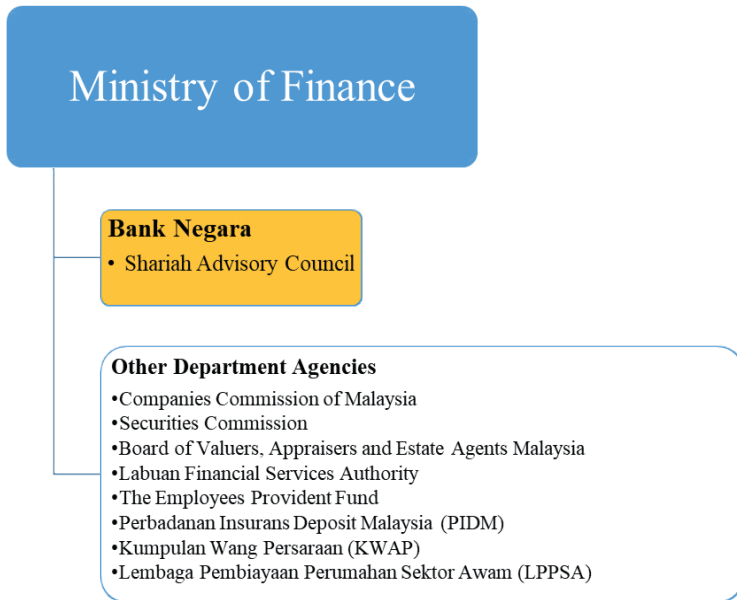 Ministry of Finance
Bank Negara
• Shariah Advisory Council
Other Department Agencies
•Companies Commission of Malaysia
•Securities Commission
•Board of Valuers, Appraisers and Estate Agents Malaysia
•Labuan Financial Services Authority
•The Employees Provident Fund
•Perbadanan Insurans Deposit Malaysia (PIDM)
•Kumpulan Wang Persaraan (KWAP)
•Lembaga Pembiayaan Perumahan Sektor Awam (LPPSA)